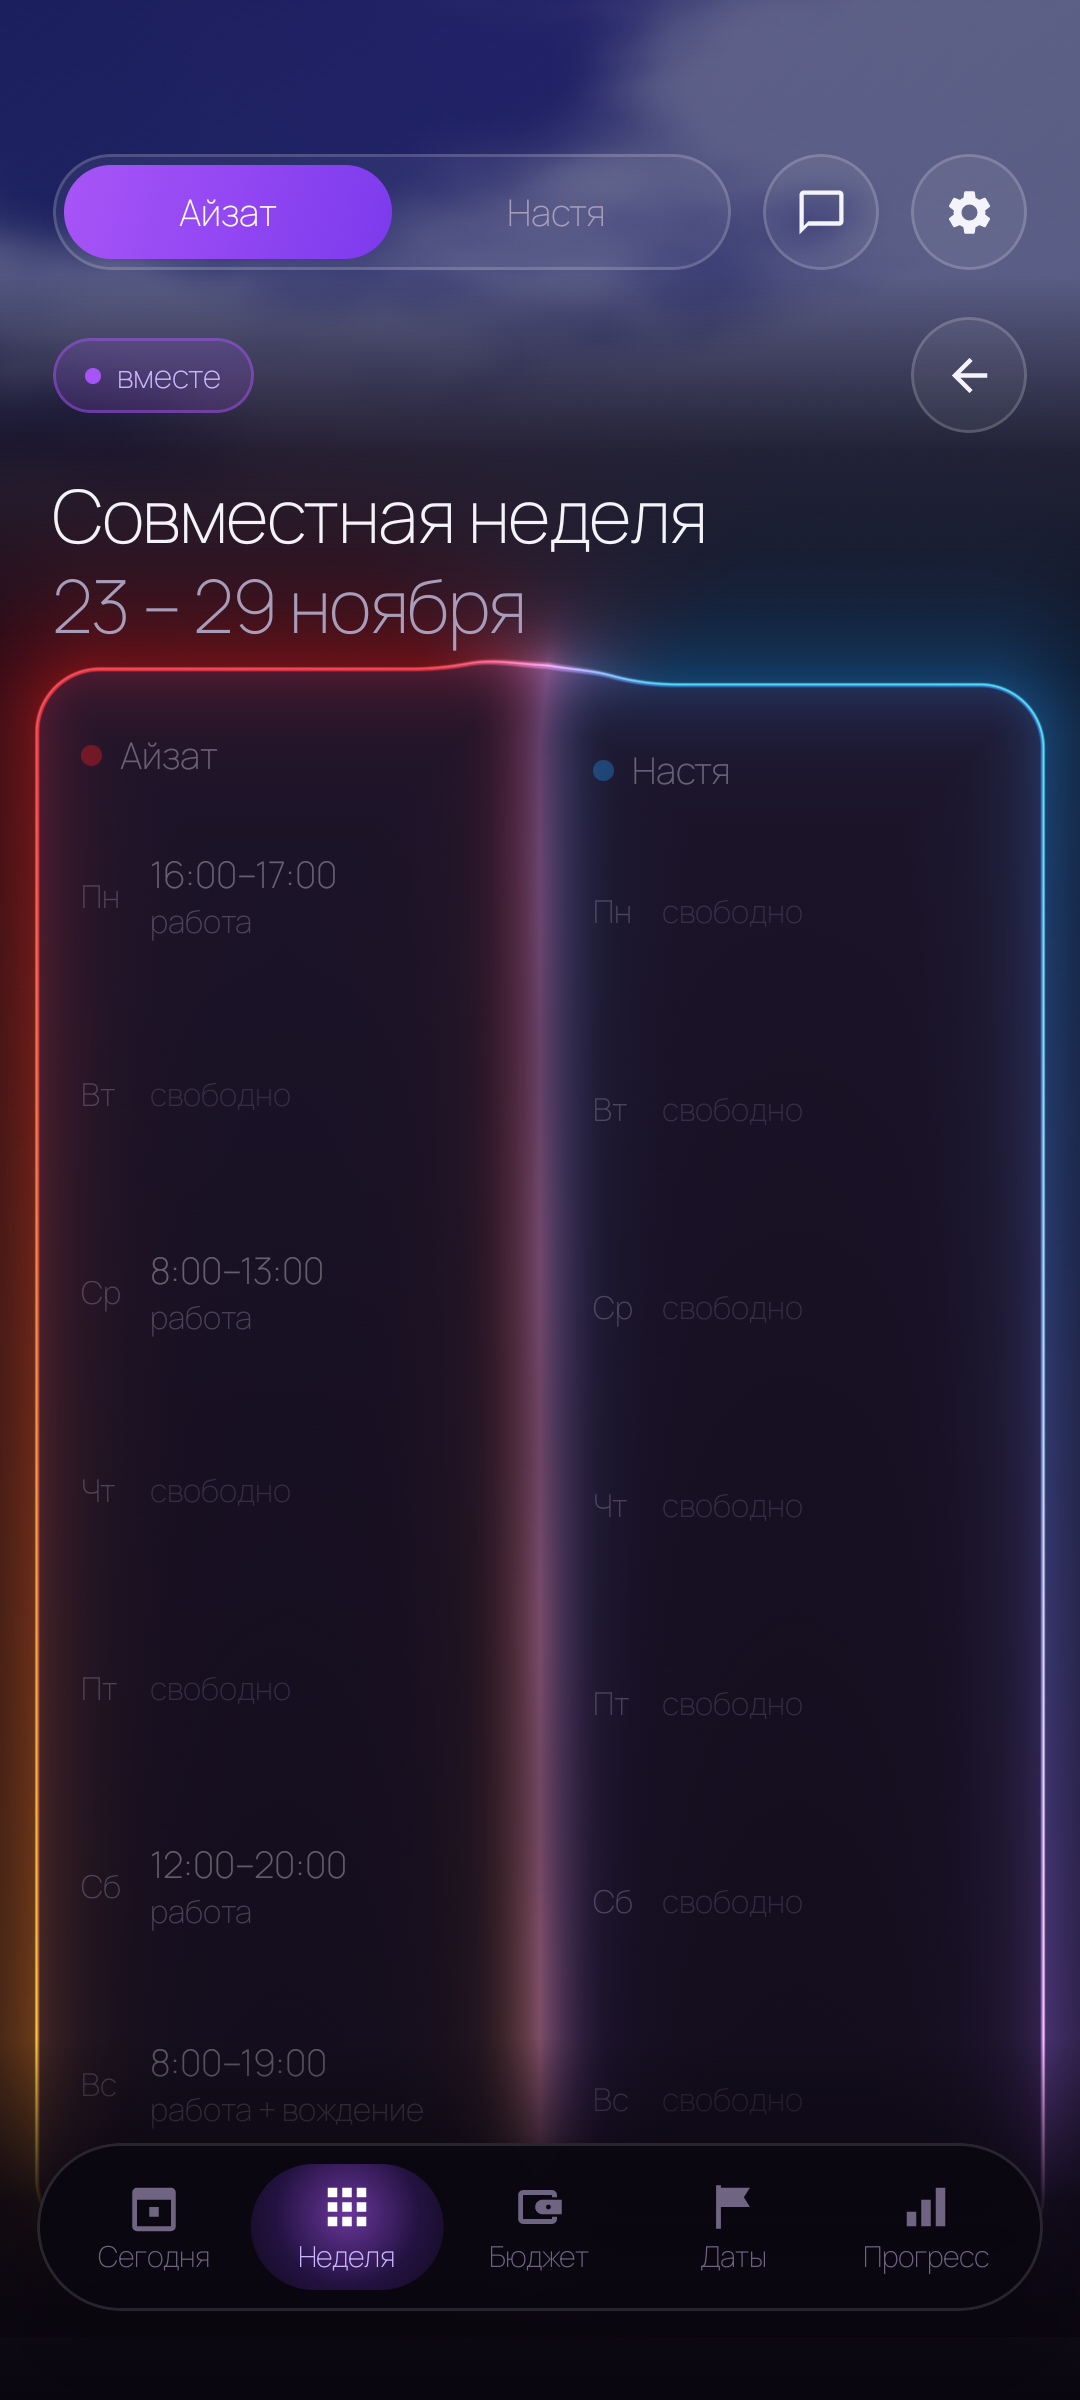 Айзат
Настя
вместе
Совместная неделя
23 – 29 ноября
Айзат
Пн 16:00–17:00
работа
Вт свободно
Ср 8:00–13:00
работа
Чт свободно
Пт свободно
Сб 12:00–20:00
работа
Вс 8:00–19:00
работа + вождение
Настя
Пн свободно
Вт свободно
Ср свободно
Чт свободно
Пт свободно
Сб свободно
Вс свободно
Сегодня
Неделя
Бюджет
Даты
Прогресс